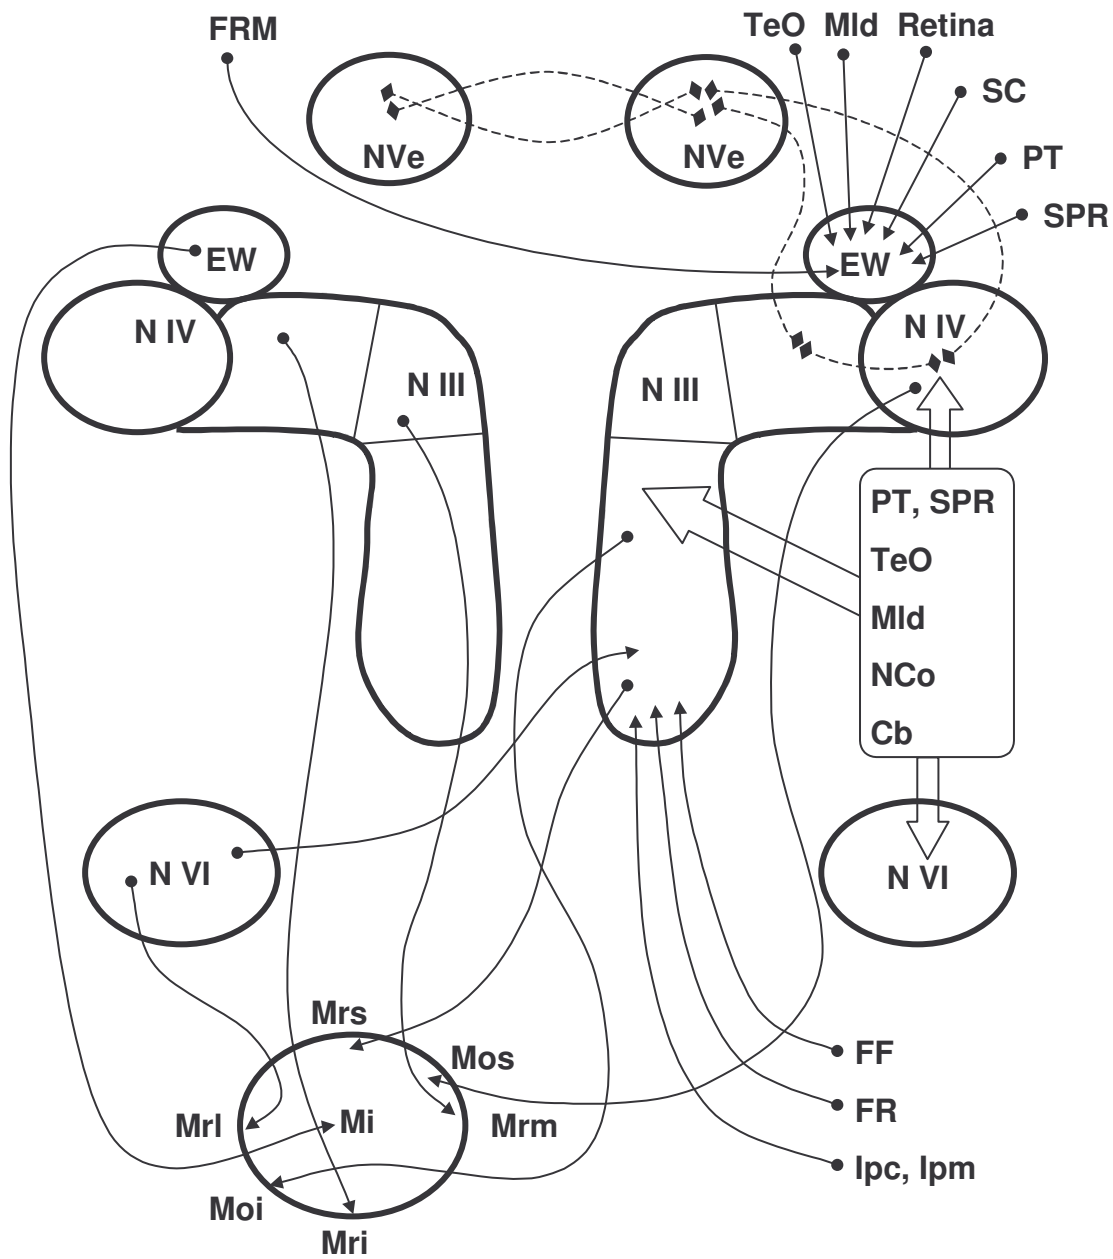 FRM
TeO
MId
Retina
SC
PT
SPR
NVe
NVe
EW
EW
N IV
N IV
N III
N III
PT, SPR
TeO
MId
NCo
Cb
N VI
N VI
Mrs
Mos
FF
FR
Mrl
Mi
Mrm
Ipc, Ipm
Moi
Mri